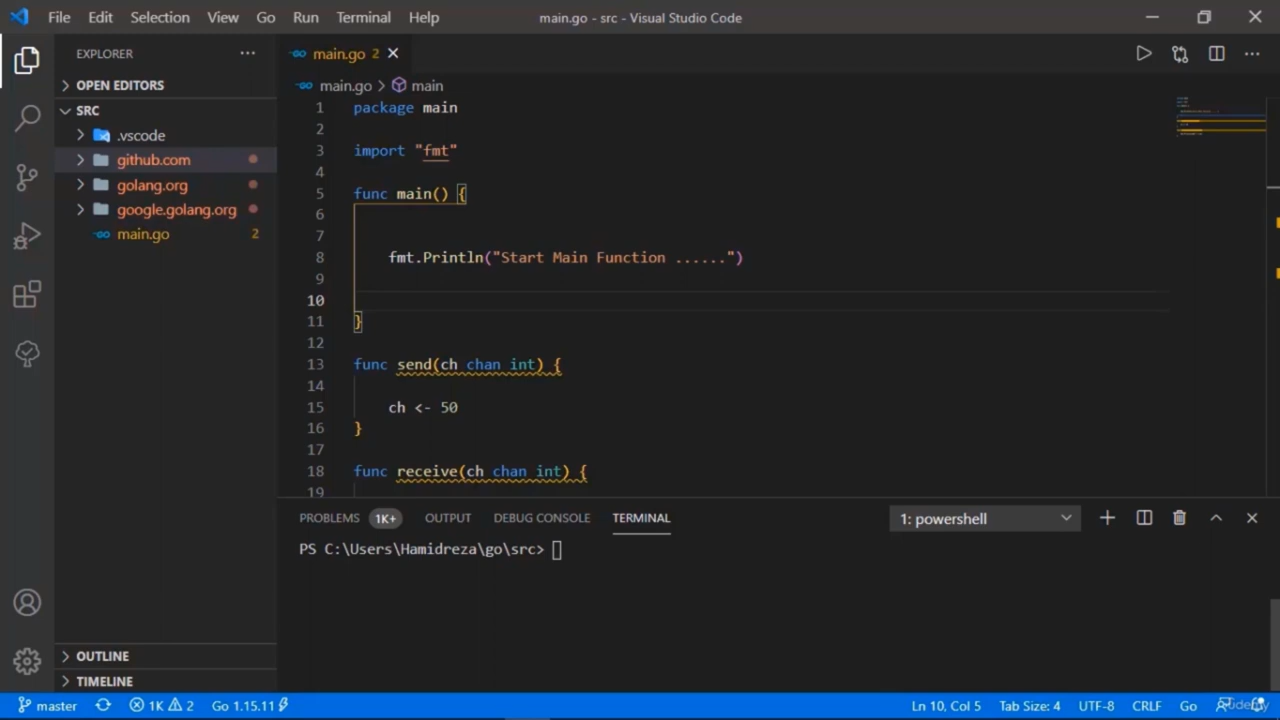 File Edit Selection View Go Run Terminal Help
main.go - src - Visual Studio Code
EXPLORER
OPEN EDITORS
SRC
.vscode
github.com
golang.org
google.golang.org
main.go 2
OUTLINE
TIMELINE
main.go 2
main.go > main
1 package main
2
3 import "fmt"
4
5 func main() {
6
7
8 fmt.Println("Start Main Function ......")
9
10
11 }
12
13 func send(ch chan int) {
14
15 ch <- 50
16 }
17
18 func receive(ch chan int) {
19
PROBLEMS 1K+ OUTPUT DEBUG CONSOLE TERMINAL
1: powershell
PS C:\Users\Hamidreza\go\src>
master 1K 2 Go 1.15.11
Ln 10, Col 5 Tab Size: 4 UTF-8 CRLF Go